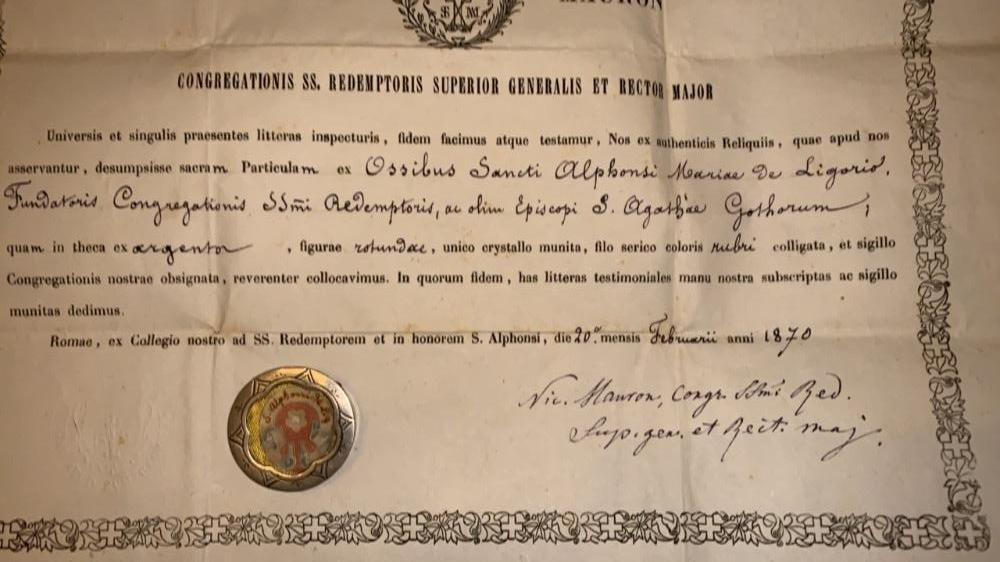 MAURON
CONGREGATIONIS SS. REDEMPTORIS SUPERIOR GENERALIS ET RECTOR MAJOR
Universis et singulis praesentes litteras inspecturis, fidem facimus atque testamur, Nos ex authenticis Reliquiis, quae apud nos
asservantur, desumpsisse sacram Particulam ex Ossibus Sancti Alphonsi Mariae De Ligorio,
Fundatoris Congregationis SSmi Redemptoris, ac olim Episcopi S. Agathae Gothorum;
quam in theca ex argento, figurae rotundae, unico crystallo munita, filo serico coloris rubri colligata, et sigillo
Congregationis nostrae obsignata, reverenter collocavimus. In quorum fidem, has litteras testimoniales manu nostra subscriptas ac sigillo
munitas dedimus.
Romae, ex Collegio nostro ad SS. Redemptorem et in honorem S. Alphonsi, die 20a. mensis Februarii anni 1870
S. Alphonsi
Nic. Mauron, Congr. SSmi Red.
Sup. gen. et Rect. maj.